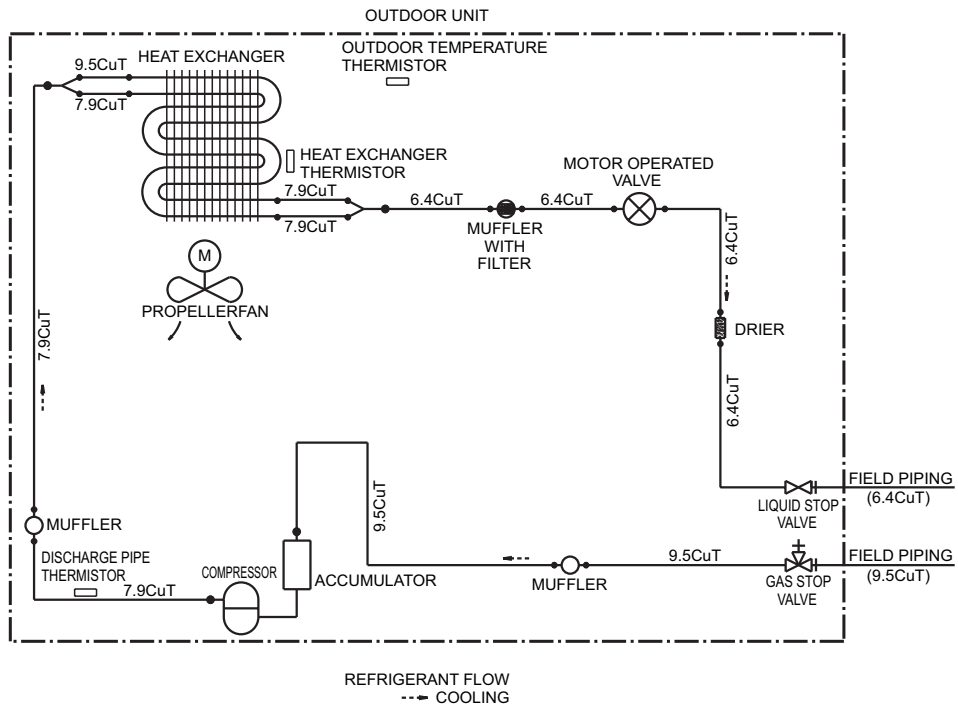 OUTDOOR UNIT
HEAT EXCHANGER
OUTDOOR TEMPERATURE
THERMISTOR
9.5CuT
7.9CuT
HEAT EXCHANGER
THERMISTOR
MOTOR OPERATED
VALVE
7.9CuT
7.9CuT
6.4CuT
6.4CuT
MUFFLER
WITH
FILTER
6.4CuT
M
PROPELLERFAN
7.9CuT
DRIER
6.4CuT
FIELD PIPING
(6.4CuT)
LIQUID STOP
VALVE
9.5CuT
MUFFLER
DISCHARGE PIPE
THERMISTOR
7.9CuT
COMPRESSOR
ACCUMULATOR
MUFFLER
9.5CuT
GAS STOP
VALVE
FIELD PIPING
(9.5CuT)
REFRIGERANT FLOW
COOLING